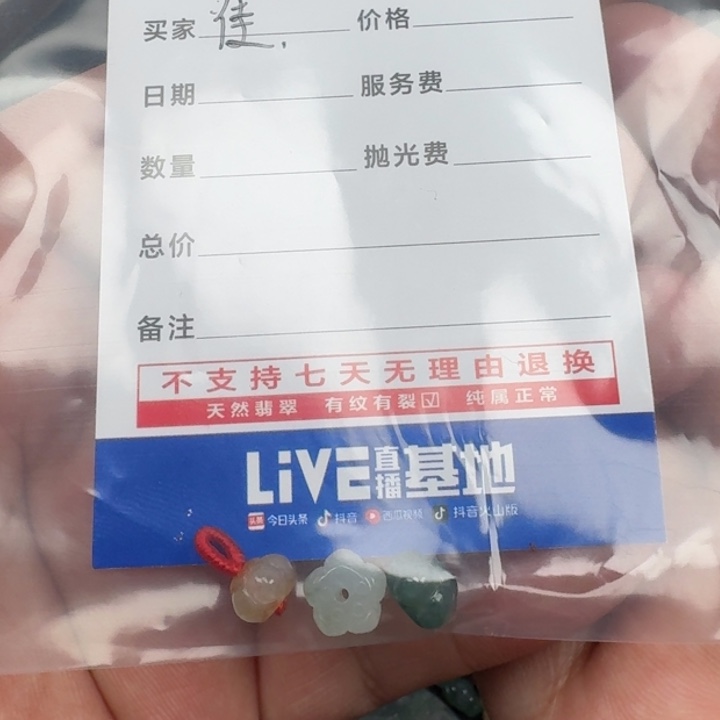 买家 佳. 价格
日期 服务费
数量 抛光费
总价
备注
不支持七天无理由退换
天然翡翠 有纹有裂☑ 纯属正常
LiVE直播基地
头条 今日头条 抖音 西瓜视频 抖音火山版